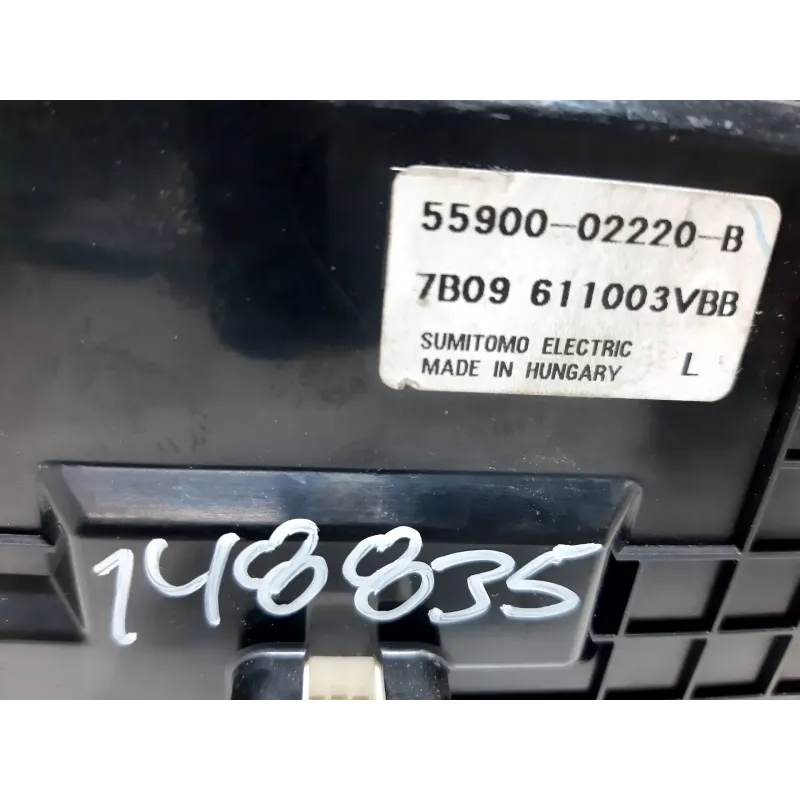 55900-02220-B
7B09 611003VBB
SUMITOMO ELECTRIC L
MADE IN HUNGARY
148835